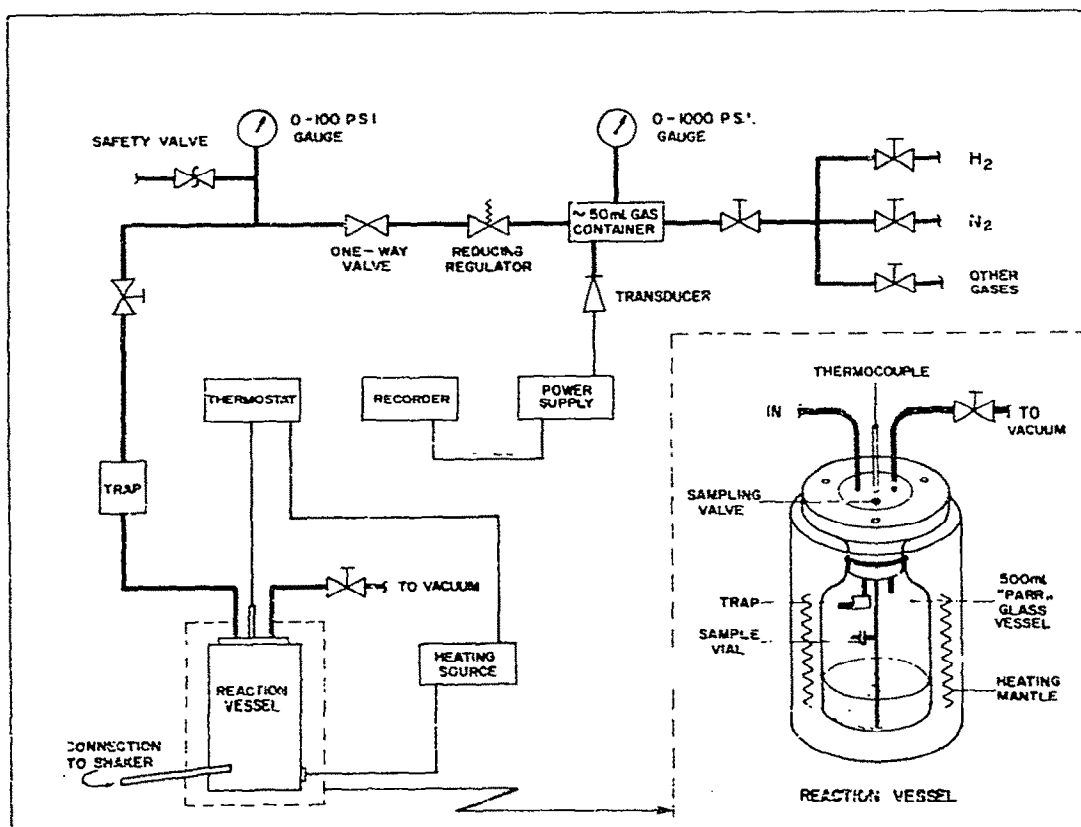 0-100 P S I
GAUGE
0-1000 P S I.
GAUGE
SAFETY VALVE
H2
~ 50mL GAS
CONTAINER
N2
ONE-WAY
VALVE
REDUCING
REGULATOR
OTHER
GASES
TRANSDUCER
THERMOSTAT
RECORDER
POWER
SUPPLY
THERMOCOUPLE
IN
TO
VACUUM
TRAP
SAMPLING
VALVE
TO VACUUM
500mL
"PARR"
GLASS
VESSEL
TRAP
SAMPLE
VIAL
HEATING
SOURCE
REACTION
VESSEL
HEATING
MANTLE
CONNECTION
TO SHAKER
REACTION VESSEL